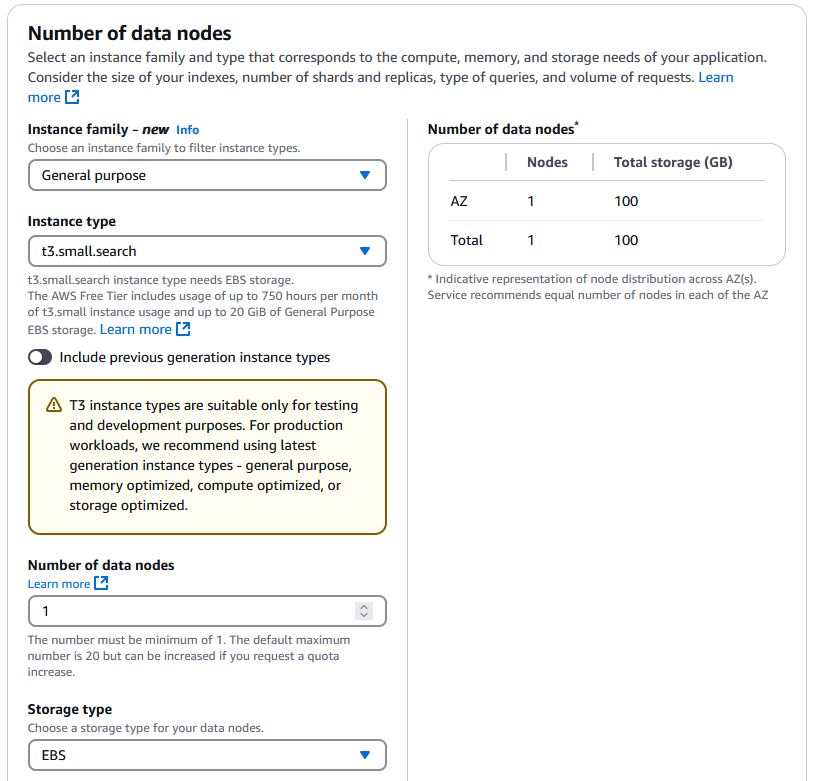 Number of data nodes
Select an instance family and type that corresponds to the compute, memory, and storage needs of your application.
Consider the size of your indexes, number of shards and replicas, type of queries, and volume of requests. Learn
more
Instance family – new Info
Choose an instance family to filter instance types.
General purpose
Instance type
t3.small.search
t3.small.search instance type needs EBS storage.
The AWS Free Tier includes usage of up to 750 hours per month
of t3.small instance usage and up to 20 GiB of General Purpose
EBS storage. Learn more
Include previous generation instance types
T3 instance types are suitable only for testing
and development purposes. For production
workloads, we recommend using latest
generation instance types - general purpose,
memory optimized, compute optimized, or
storage optimized.
Number of data nodes
Learn more
1
The number must be minimum of 1. The default maximum
number is 20 but can be increased if you request a quota
increase.
Storage type
Choose a storage type for your data nodes.
EBS
Number of data nodes*
Nodes Total storage (GB)
AZ 1 100
Total 1 100
* Indicative representation of node distribution across AZ(s).
Service recommends equal number of nodes in each of the AZ